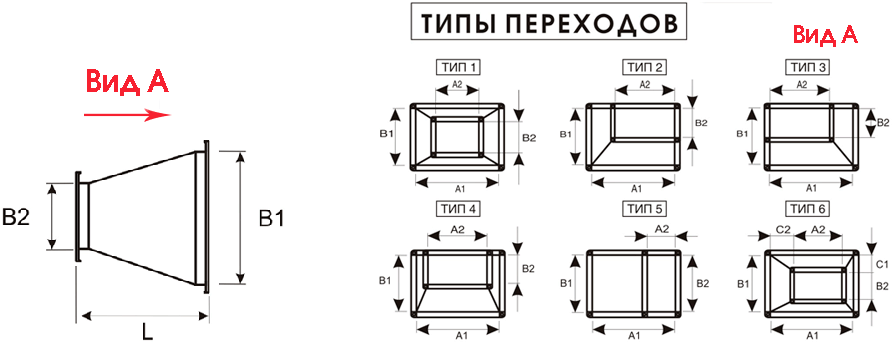 ТИПЫ ПЕРЕХОДОВ
Вид А
Вид А
B2
B1
L
ТИП 1
A2
B1
B2
A1
ТИП 2
A2
B1
B2
A1
ТИП 3
A2
B1
B2
A1
ТИП 4
A2
B1
B2
A1
ТИП 5
A2
B1
B2
A1
ТИП 6
C2
A2
C1
B1
B2
A1